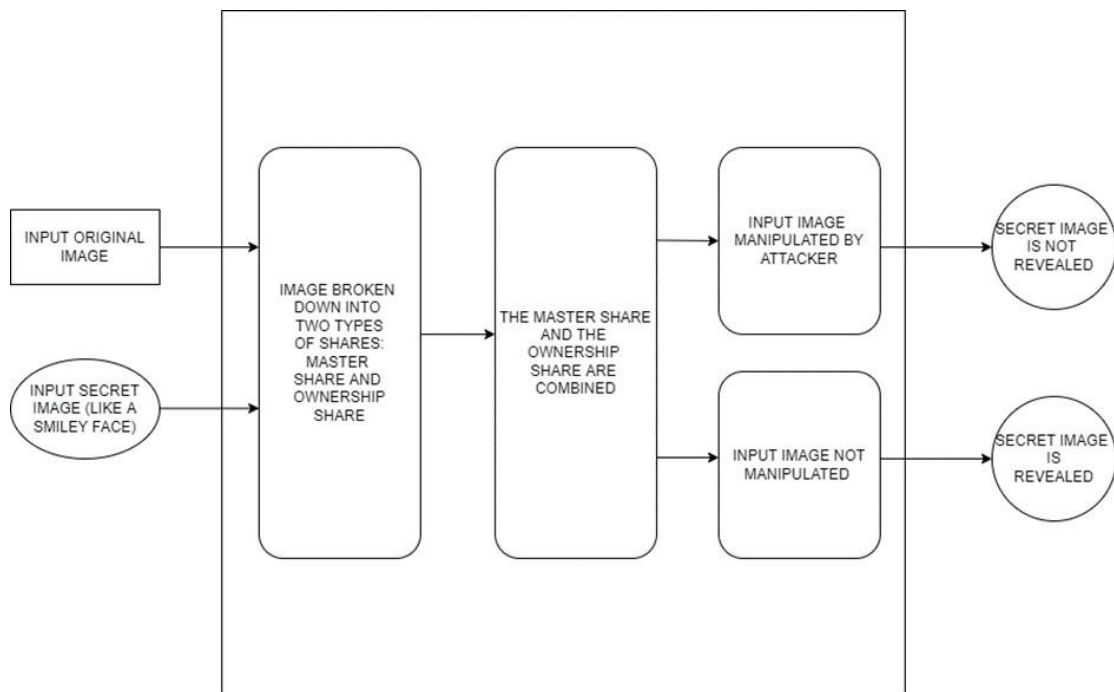 INPUT ORIGINAL
IMAGE
INPUT SECRET
IMAGE (LIKE A
SMILEY FACE)
IMAGE BROKEN
DOWN INTO
TWO TYPES
OF SHARES:
MASTER
SHARE AND
OWNERSHIP
SHARE
THE MASTER SHARE
AND THE
OWNERSHIP
SHARE ARE
COMBINED
INPUT IMAGE
MANIPULATED BY
ATTACKER
INPUT IMAGE NOT
MANIPULATED
SECRET IMAGE
IS NOT
REVEALED
SECRET IMAGE
IS
REVEALED